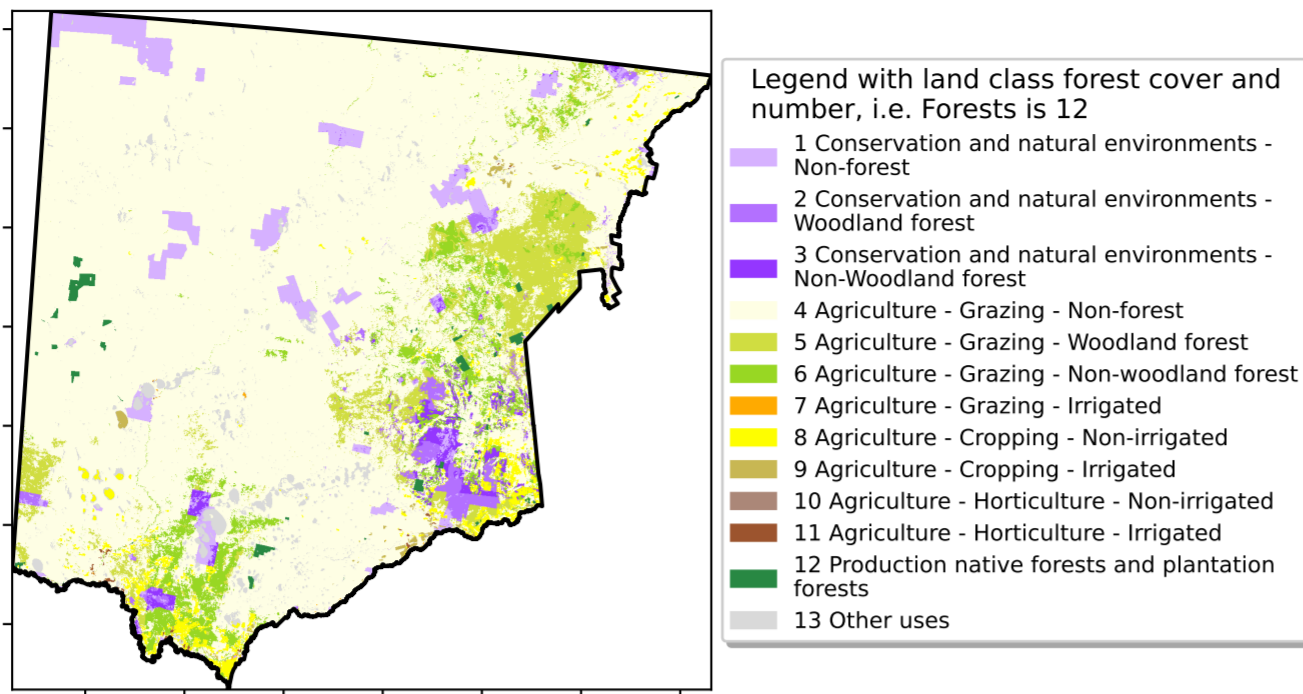 Legend with land class forest cover and
number, i.e. Forests is 12
1 Conservation and natural environments -
Non-forest
2 Conservation and natural environments -
Woodland forest
3 Conservation and natural environments -
Non-Woodland forest
4 Agriculture - Grazing - Non-forest
5 Agriculture - Grazing - Woodland forest
6 Agriculture - Grazing - Non-woodland forest
7 Agriculture - Grazing - Irrigated
8 Agriculture - Cropping - Non-irrigated
9 Agriculture - Cropping - Irrigated
10 Agriculture - Horticulture - Non-irrigated
11 Agriculture - Horticulture - Irrigated
12 Production native forests and plantation
forests
13 Other uses